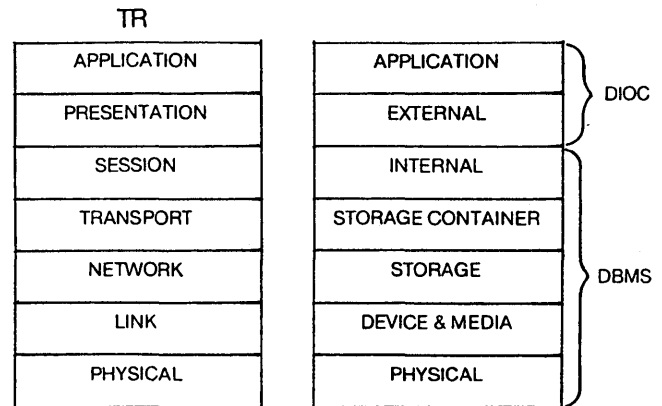 TR
APPLICATION
PRESENTATION
SESSION
TRANSPORT
NETWORK
LINK
PHYSICAL
APPLICATION
EXTERNAL
INTERNAL
STORAGE CONTAINER
STORAGE
DEVICE & MEDIA
PHYSICAL
DIOC
DBMS